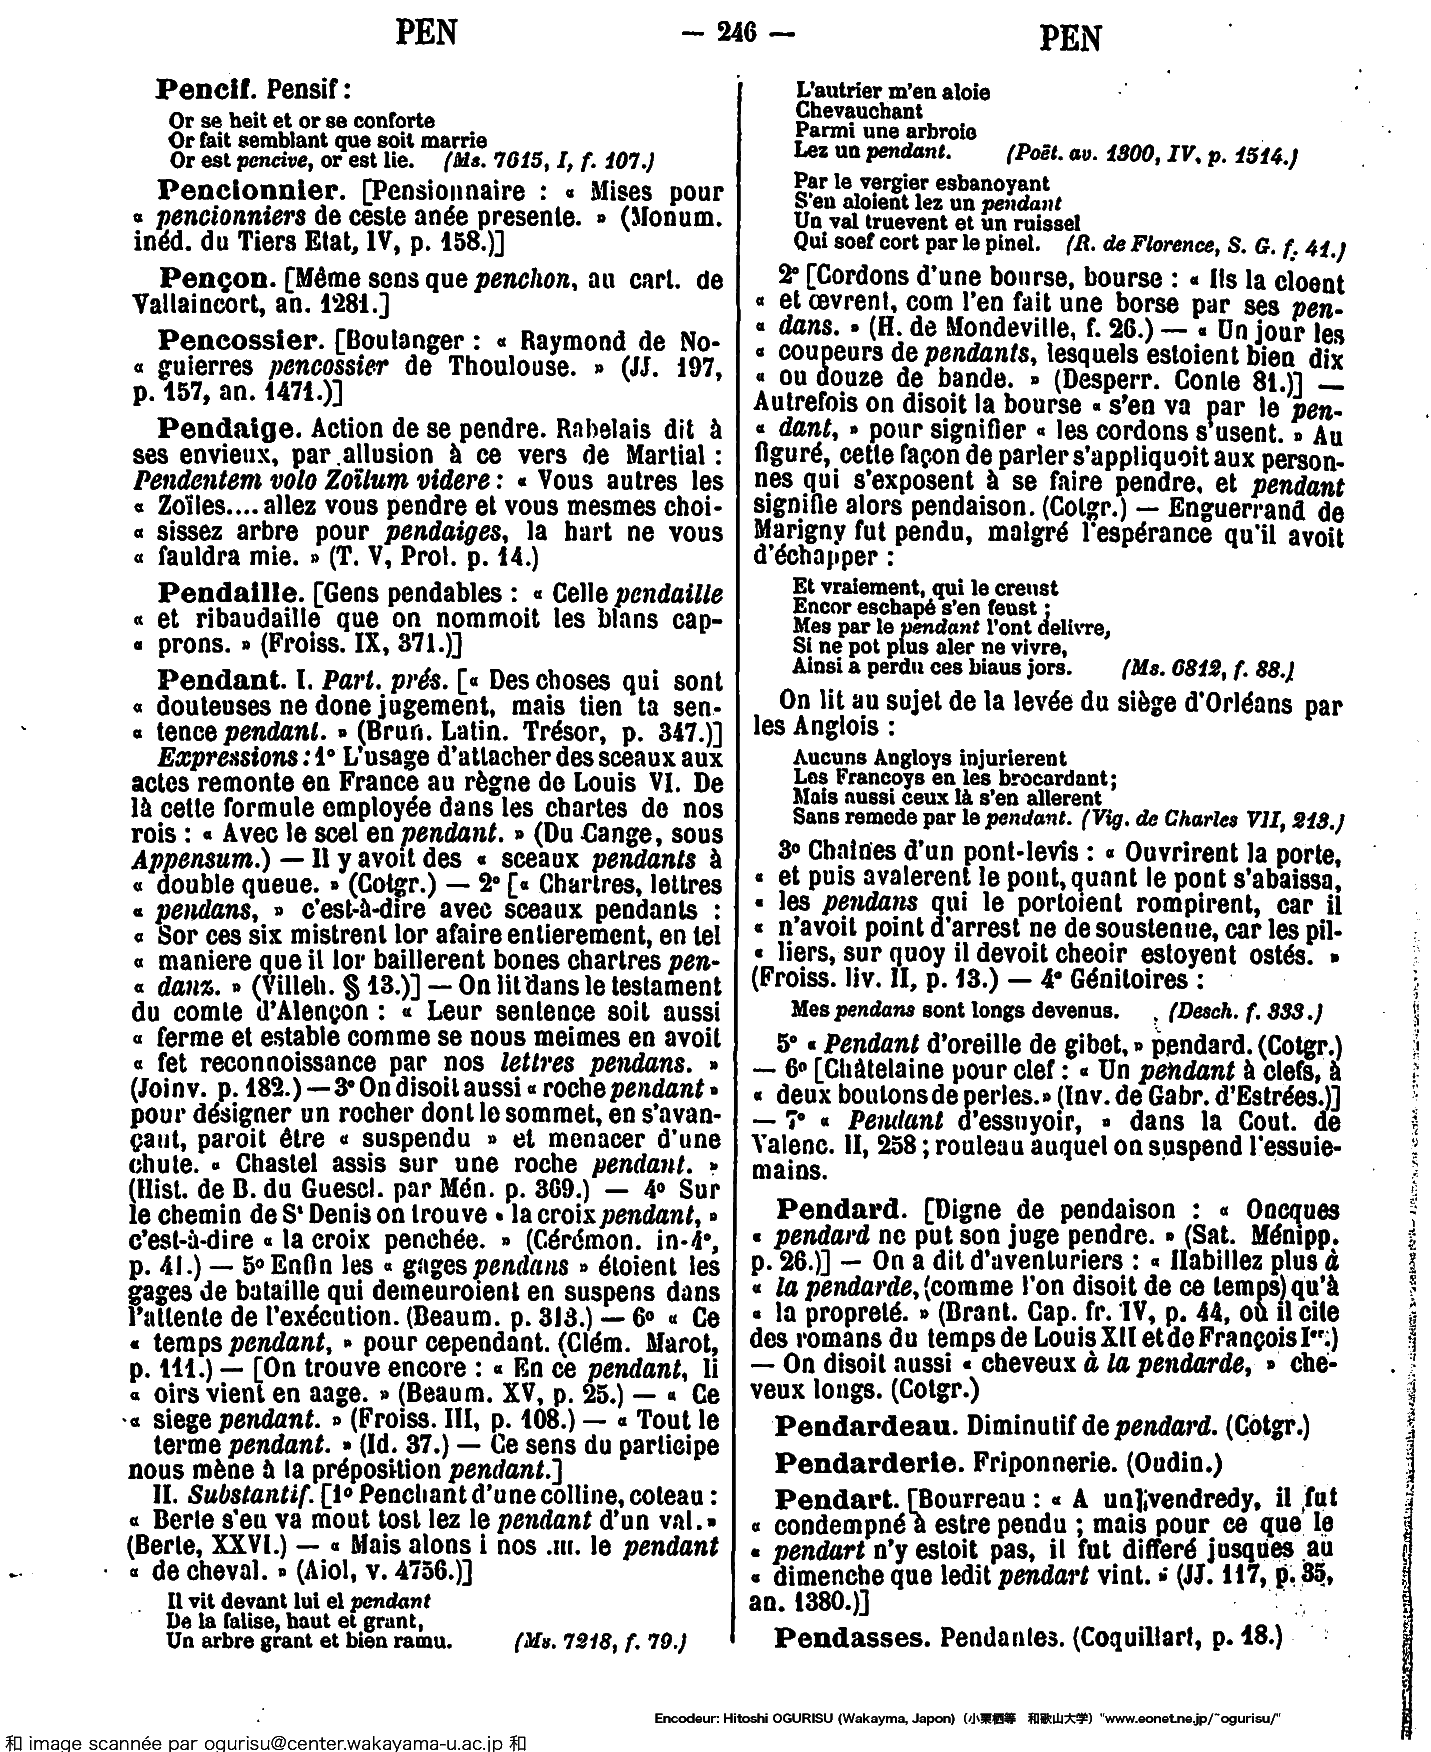 PEN
— 246 —
PEN
Pencif. Pensif :
Or se heit et or se conforte
Or fait semblant que soit marrie
Or est pencive, or est lie. (Ms. 7615, I, f. 107.)
Pencionnier. [Pensionnaire : « Mises pour
« pencionniers de ceste anée presente. » (Monum.
inéd. du Tiers Etat, IV, p. 158.)]
Pençon. [Même sens que penchon, au cart. de
Vallaincort, an. 1281.]
Pencossier. [Boulanger : « Raymond de No-
« guierres pencossier de Thoulouse. » (JJ. 197,
p. 157, an. 1471.)]
Pendaige. Action de se pendre. Rabelais dit à
ses envieux, par allusion à ce vers de Martial :
Pendentem volo Zoïlum videre : « Vous autres les
« Zoïles.... allez vous pendre et vous mesmes choi-
« sissez arbre pour pendaiges, la hart ne vous
« fauldra mie. » (T. V, Prol. p. 14.)
Pendaille. [Gens pendables : « Celle pendaille
« et ribaudaille que on nommoit les blans cap-
« prons. » (Froiss. IX, 371.)]
Pendant. I. Part. prés. [« Des choses qui sont
« douteuses ne done jugement, mais tien ta sen-
« tence pendant. » (Brun. Latin. Trésor, p. 347.)]
Expressions : 1° L'usage d'attacher des sceaux aux
actes remonte en France au règne de Louis VI. De
là cette formule employée dans les chartes de nos
rois : « Avec le scel en pendant. » (Du Cange, sous
Appensum.) — Il y avoit des « sceaux pendants à
« double queue. » (Cotgr.) — 2° [« Chartres, lettres
« pendans, » c'est-à-dire avec sceaux pendants :
« Sor ces six mistrent lor afaire entierement, en tel
« maniere que il lor baillerent bones chartres pen-
« danz. » (Villeh. § 13.)] — On lit dans le testament
du comte d'Alençon : « Leur sentence soit aussi
« ferme et estable comme se nous meimes en avoit
« fet reconnoissance par nos lettres pendans. »
(Joinv. p. 182.) — 3° On disoit aussi « roche pendant »
pour désigner un rocher dont le sommet, en s'avan-
çant, paroit être « suspendu » et menacer d'une
chute. « Chastel assis sur une roche pendant. »
(Hist. de B. du Guescl. par Mén. p. 369.) — 4° Sur
le chemin de St Denis on trouve « la croix pendant, »
c'est-à-dire « la croix penchée. » (Cérémon. in-4°,
p. 41.) — 5° Enfin les « gages pendans » étoient les
gages de bataille qui demeuroient en suspens dans
l'attente de l'exécution. (Beaum. p. 313.) — 6° « Ce
« temps pendant, » pour cependant. (Clém. Marot,
p. 111.) — [On trouve encore : « En ce pendant, li
« oirs vient en aage. » (Beaum. XV, p. 25.) — « Ce
« siege pendant. » (Froiss. III, p. 108.) — « Tout le
terme pendant. » (Id. 37.) — Ce sens du participe
nous mène à la préposition pendant.]
II. Substantif. [1° Penchant d'une colline, coteau :
« Berte s'en va mout tost lez le pendant d'un val. »
(Berte, XXVI.) — « Mais alons i nos .III. le pendant
« de cheval. » (Aiol, v. 4756.)]
Il vit devant lui el pendant
De la falise, haut et grant,
Un arbre grant et bien ramu. (Ms. 7218, f. 79.)
L'autrier m'en aloie
Chevauchant
Parmi une arbroie
Lez un pendant. (Poët. av. 1300, IV, p. 1514.)
Par le vergier esbanoyant
S'en aloient lez un pendant
Un val truevent et un ruissel
Qui soef cort par le pinel. (R. de Florence, S. G. f. 41.)
2° [Cordons d'une bourse, bourse : « Ils la cloent
« et œvrent, com l'en fait une borse par ses pen-
« dans. » (H. de Mondeville, f. 26.) — « Un jour les
« coupeurs de pendants, lesquels estoient bien dix
« ou douze de bande. » (Desperr. Conte 81.)] —
Autrefois on disoit la bourse « s'en va par le pen-
« dant, » pour signifier « les cordons s'usent. » Au
figuré, cette façon de parler s'appliquoit aux person-
nes qui s'exposent à se faire pendre, et pendant
signifie alors pendaison. (Cotgr.) — Enguerrand de
Marigny fut pendu, malgré l'espérance qu'il avoit
d'échapper :
Et vraiement, qui le creust
Encor eschapé s'en feust ;
Mes par le pendant l'ont delivre,
Si ne pot plus aler ne vivre,
Ainsi a perdu ces biaus jors. (Ms. 6812, f. 88.)
On lit au sujet de la levée du siège d'Orléans par
les Anglois :
Aucuns Angloys injurierent
Les Francoys en les brocardant ;
Mais aussi ceux là s'en allerent
Sans remede par le pendant. (Vig. de Charles VII, 213.)
3° Chaines d'un pont-levis : « Ouvrirent la porte,
« et puis avalerent le pont, quant le pont s'abaissa,
« les pendans qui le portoient rompirent, car il
« n'avoit point d'arrest ne de soustenue, car les pil-
« liers, sur quoy il devoit cheoir estoyent ostés. »
(Froiss. liv. II, p. 13.) — 4° Génitoires :
Mes pendans sont longs devenus. (Desch. f. 333.)
5° « Pendant d'oreille de gibet, » pendard. (Cotgr.)
— 6° [Châtelaine pour clef : « Un pendant à clefs, à
« deux boutons de perles. » (Inv. de Gabr. d'Estrées.)]
— 7° « Pendant d'essuyoir, » dans la Cout. de
Valenc. II, 258 ; rouleau auquel on suspend l'essuie-
mains.
Pendard. [Digne de pendaison : « Oncques
« pendard ne put son juge pendre. » (Sat. Ménipp.
p. 26.)] — On a dit d'aventuriers : « Habillez plus à
« la pendarde, (comme l'on disoit de ce temps) qu'à
« la propreté. » (Brant. Cap. fr. IV, p. 44, où il cite
des romans du temps de Louis XII et de François Ier.)
— On disoit aussi « cheveux à la pendarde, » che-
veux longs. (Cotgr.)
Pendardeau. Diminutif de pendard. (Cotgr.)
Pendarderie. Friponnerie. (Oudin.)
Pendart. [Bourreau : « A un vendredy, il fut
« condempné à estre pendu ; mais pour ce que le
« pendart n'y estoit pas, il fut differé jusques au
« dimenche que ledit pendart vint. » (JJ. 117, p. 35,
an. 1380.)]
Pendasses. Pendantes. (Coquillart, p. 18.)
Encodeur: Hitoshi OGURISU (Wakayma, Japon) (小栗栖等 和歌山大学) "www.eonet.ne.jp/~ogurisu/"
和 image scannée par ogurisu@center.wakayama-u.ac.jp 和